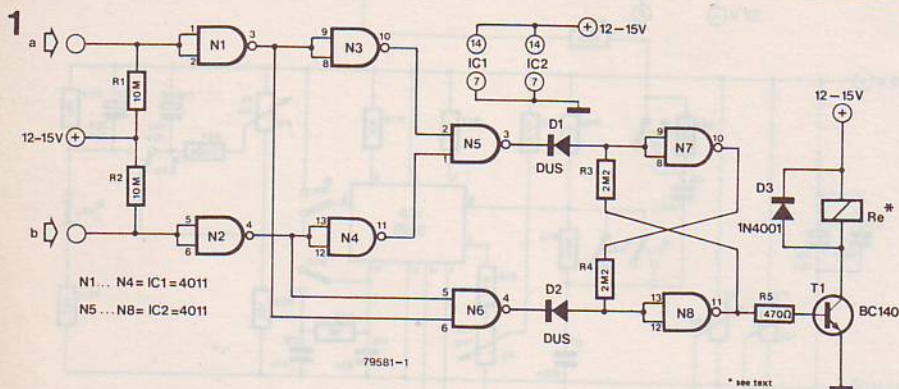 1
a
b
R1
10M
12–15V
R2
10M
1
2
N1
3
5
6
N2
4
9
8
N3
10
13
12
N4
11
2
1
N5
3
5
6
N6
4
14
IC1
7
14
IC2
7
12–15V
D1
DUS
D2
DUS
R3
2M2
R4
2M2
9
8
N7
10
13
12
N8
11
R5
470Ω
12–15V
D3
1N4001
Re*
T1
BC140
N1... N4= IC1=4011
N5 ...N8= IC2=4011
79581–1
* see text